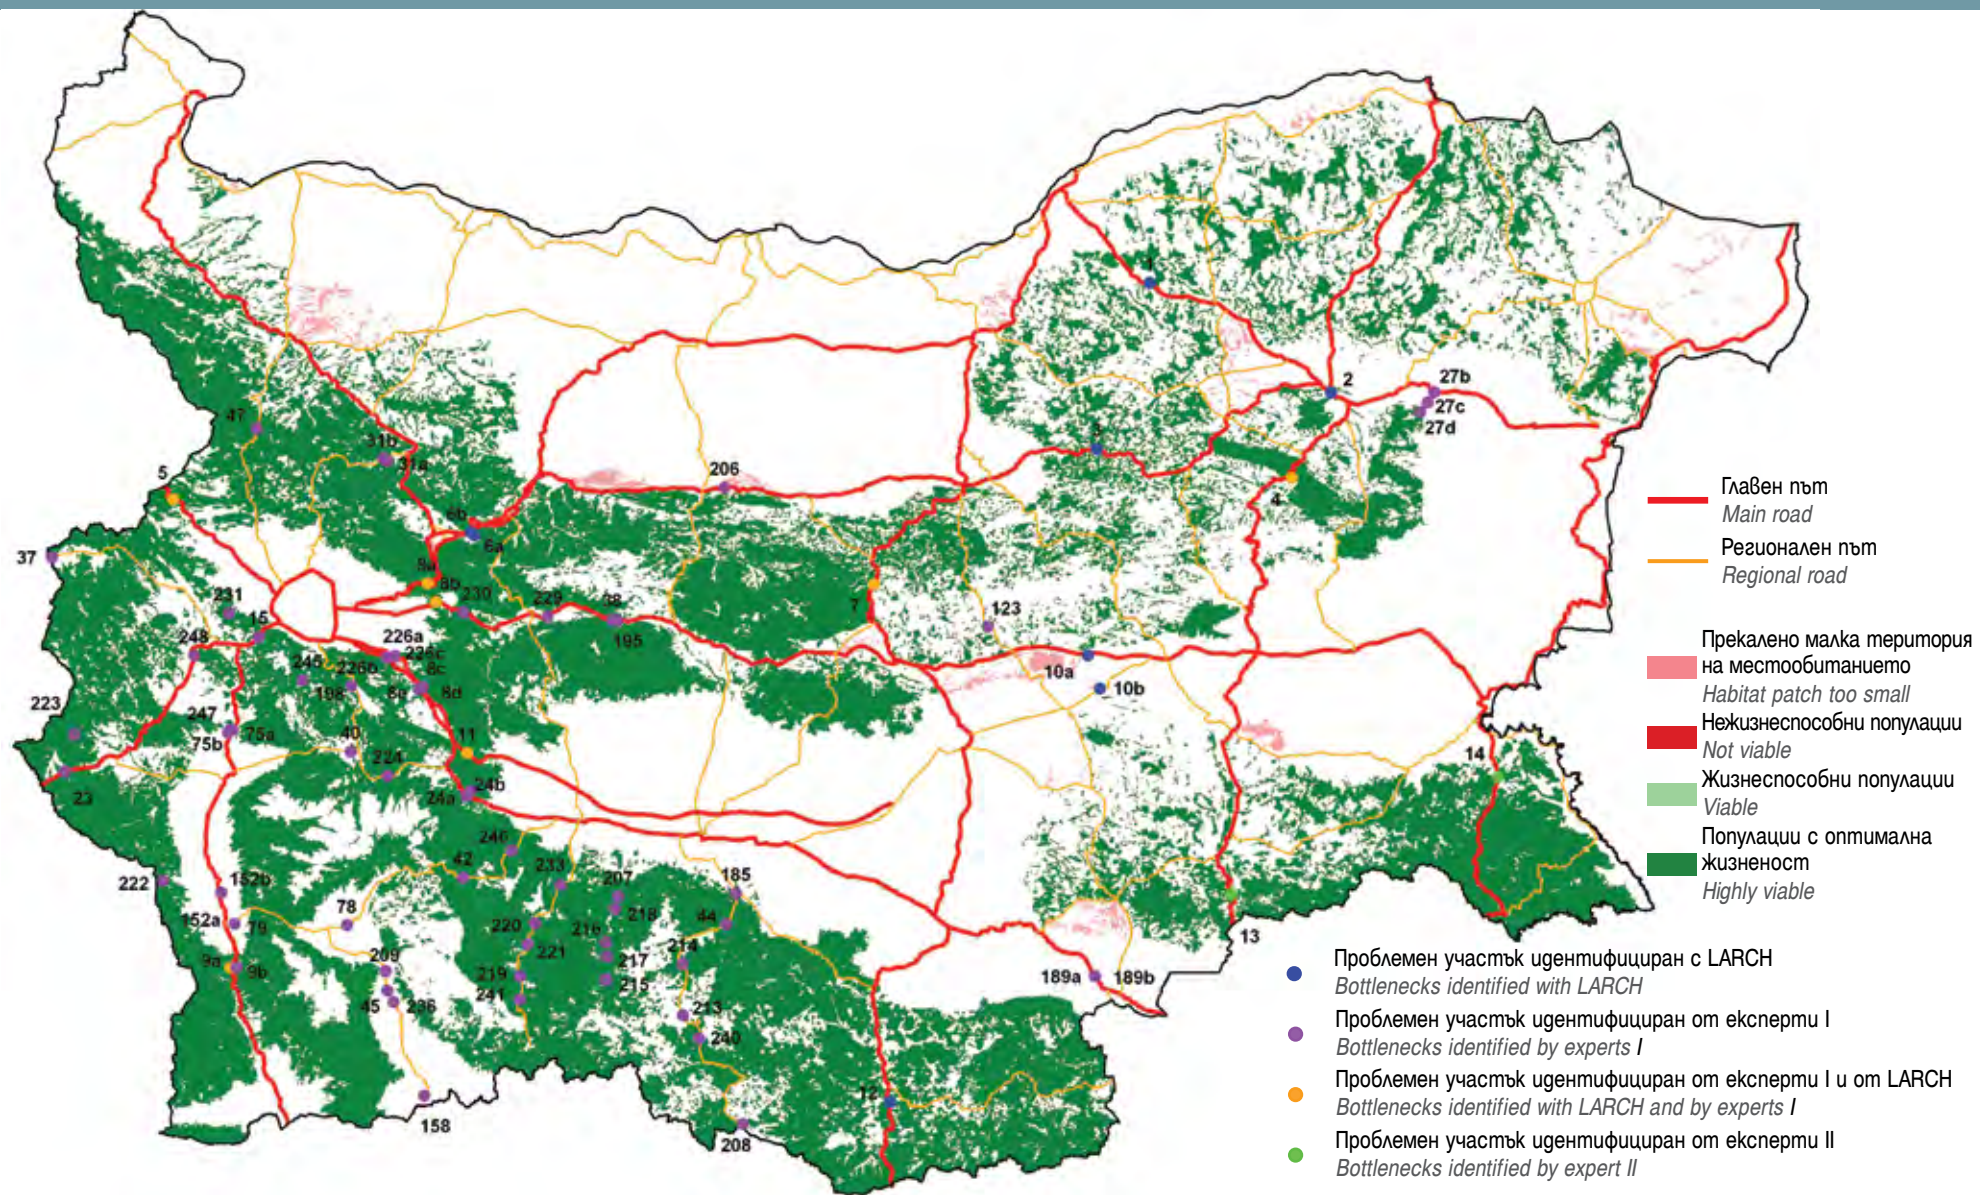 1
2
27b
27c
27d
47
31b
31a
3
5
206
4
6b
6a
37
8a
8b
230
229
38
195
7
123
231
15
248
226a
226c
226b
245
198
8c
8e
8d
10a
10b
223
247
75a
75b
40
224
11
23
24b
24a
14
246
42
233
207
185
222
152b
152a
79
78
218
220
216
44
221
214
217
13
9a
9b
209
219
215
241
45
236
189a
189b
213
240
12
158
208
Главен път
Main road
Регионален път
Regional road
Прекалено малка територия
на местообитанието
Habitat patch too small
Нежизнеспособни популации
Not viable
Жизнеспособни популации
Viable
Популации с оптимална
жизненост
Highly viable
Проблемен участък идентифициран с LARCH
Bottlenecks identified with LARCH
Проблемен участък идентифициран от експерти I
Bottlenecks identified by experts I
Проблемен участък идентифициран от експерти I и от LARCH
Bottlenecks identified with LARCH and by experts I
Проблемен участък идентифициран от експерти II
Bottlenecks identified by expert II